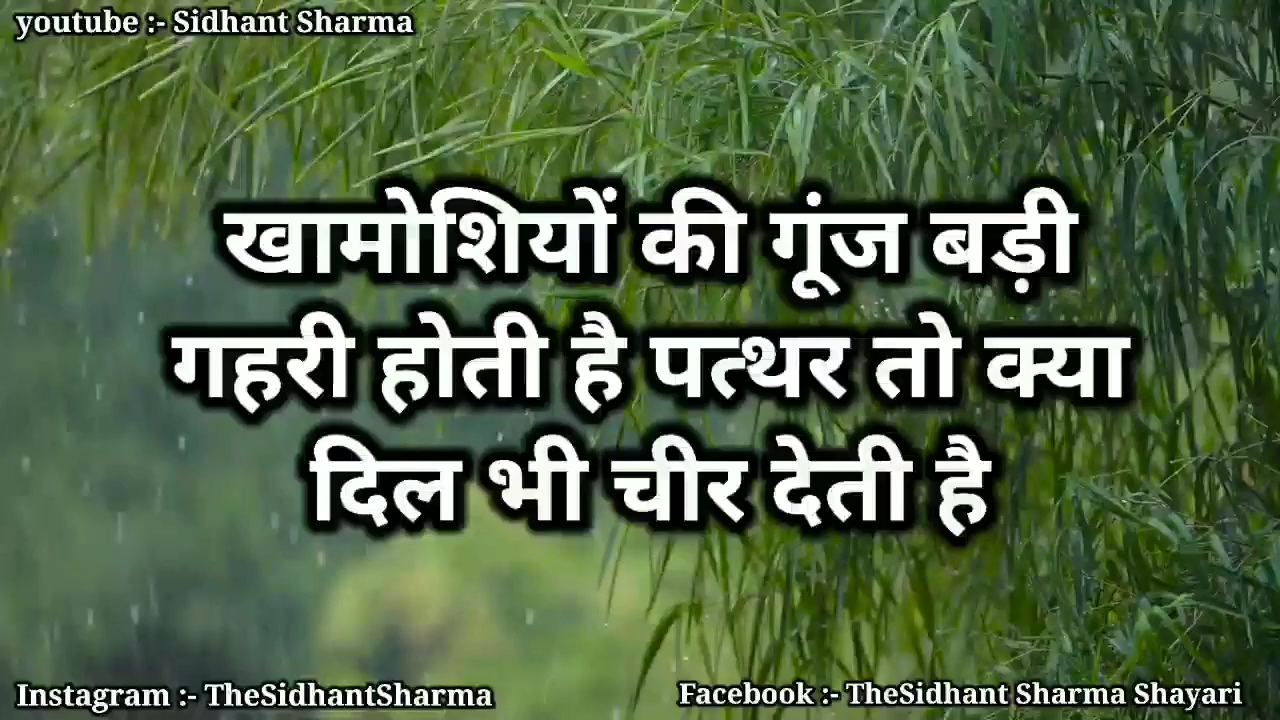 youtube :- Sidhant Sharma
खामोशियों की गूंज बड़ी
गहरी होती है पत्थर तो क्या
दिल भी चीर देती है
Instagram :- TheSidhantSharma
Facebook :- TheSidhant Sharma Shayari